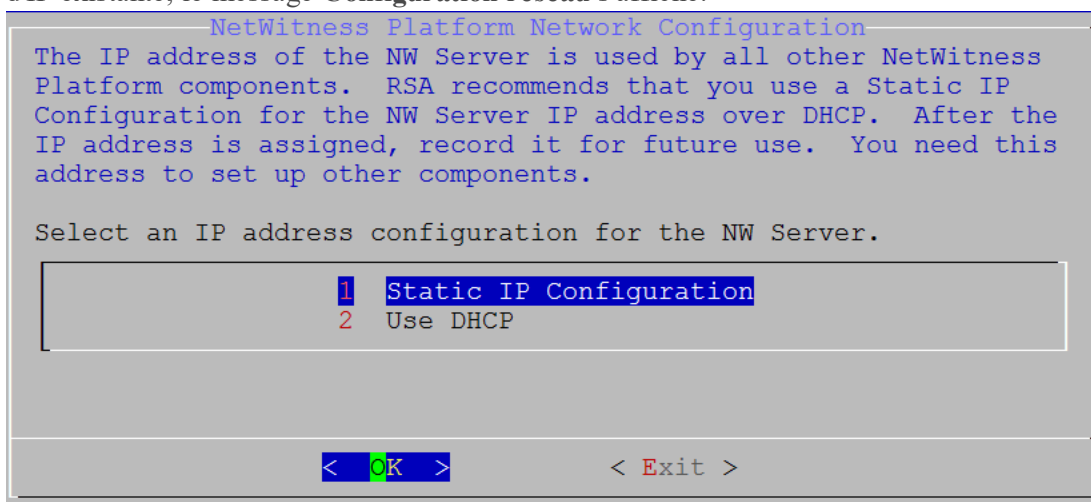 NetWitness Platform Network Configuration
The IP address of the NW Server is used by all other NetWitness
Platform components.  RSA recommends that you use a Static IP
Configuration for the NW Server IP address over DHCP.  After the
IP address is assigned, record it for future use.  You need this
address to set up other components.
Select an IP address configuration for the NW Server.
1 Static IP Configuration
2 Use DHCP
< OK > < Exit >